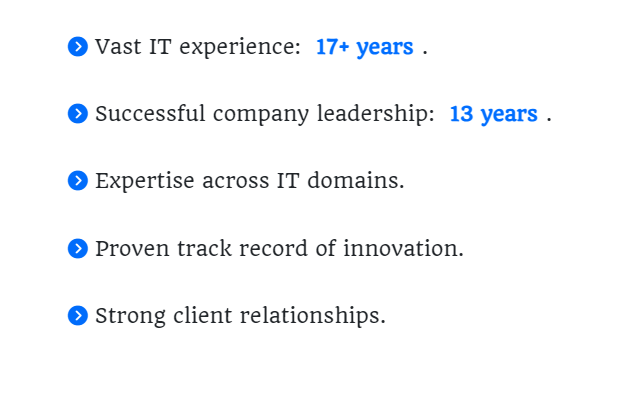 Vast IT experience: 17+ years .
Successful company leadership: 13 years .
Expertise across IT domains.
Proven track record of innovation.
Strong client relationships.